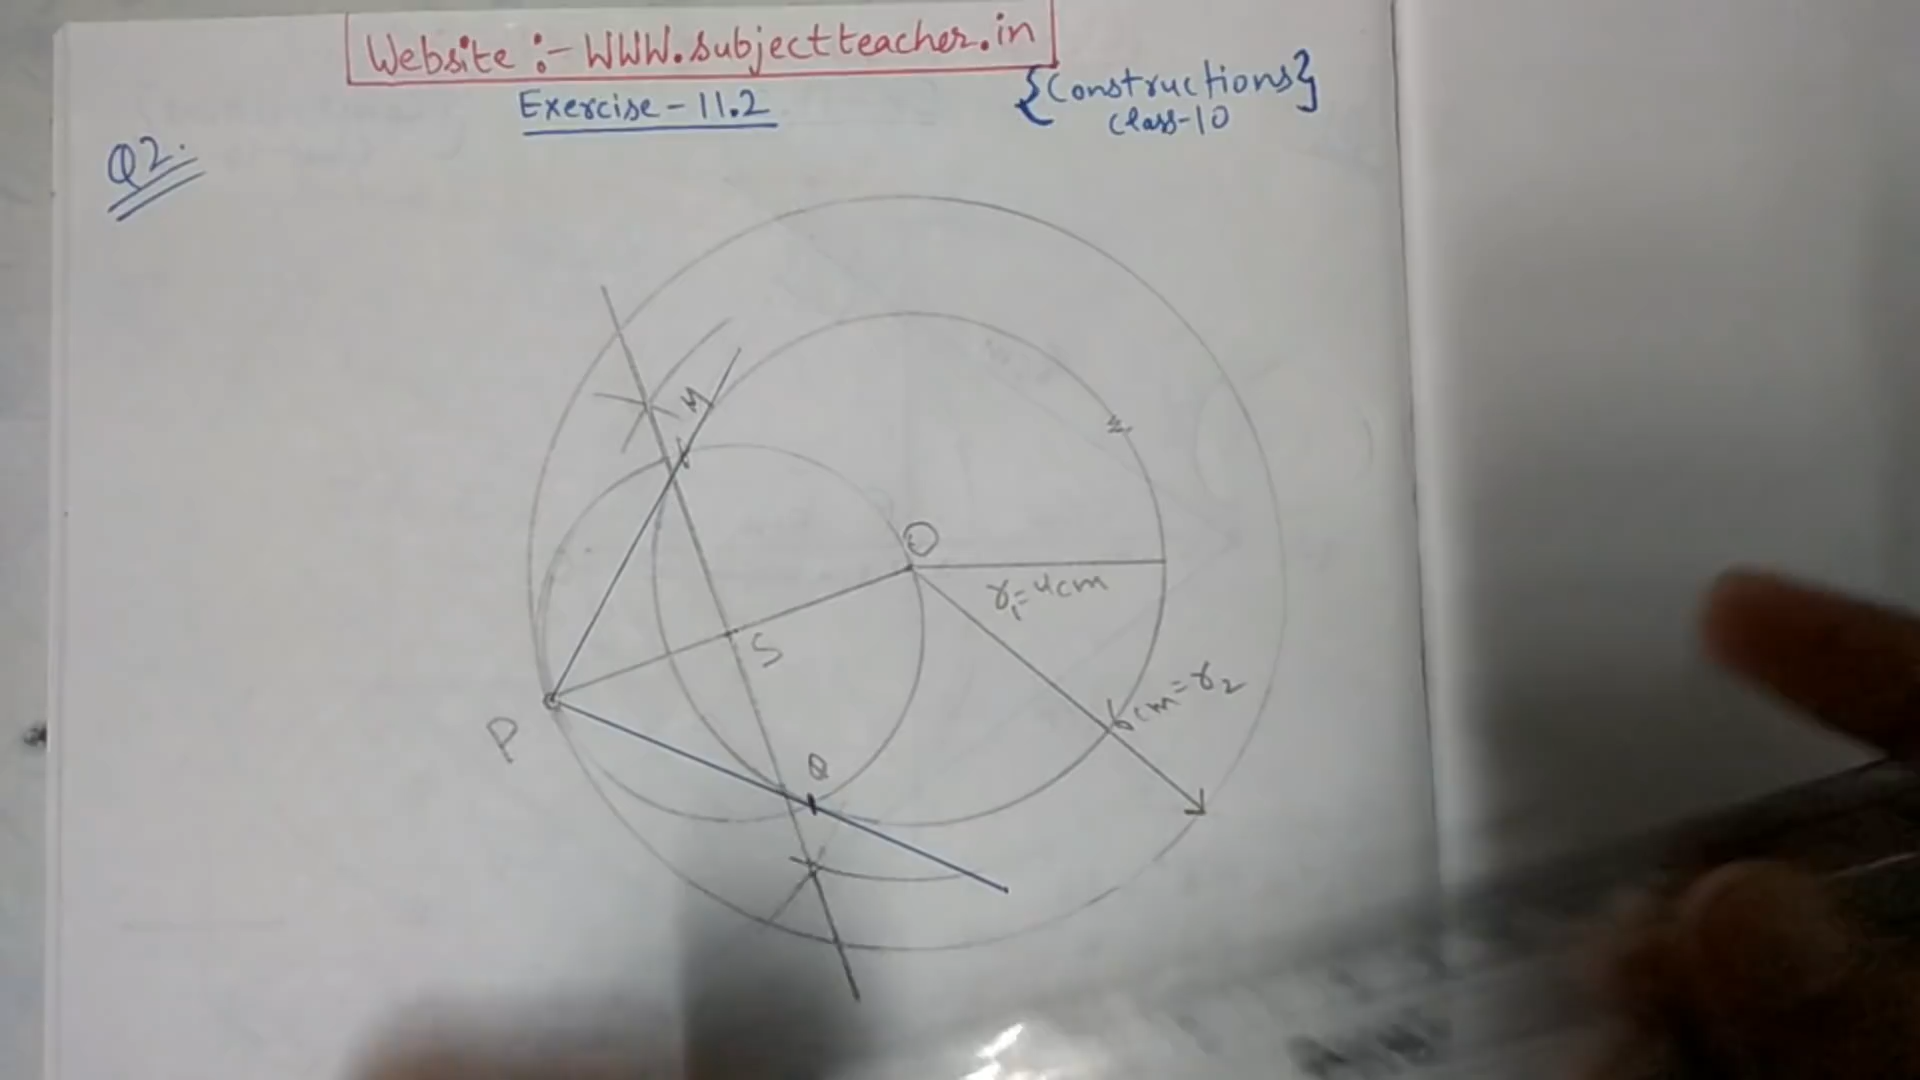 Website :- WWW.subjectteacher.in
Exercise - 11.2
{Constructions}
Class-10
Q2.
M
O
r₁=4cm
S
6cm=r₂
P
Q